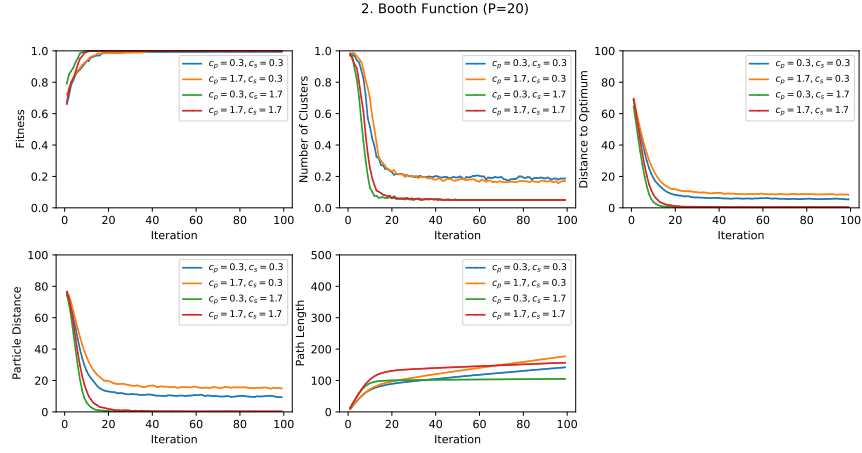 2. Booth Function (P=20)
Fitness
1.0
0.8
0.6
0.4
0.2
0.0
0 20 40 60 80 100
Iteration
c_p = 0.3, c_s = 0.3
c_p = 1.7, c_s = 0.3
c_p = 0.3, c_s = 1.7
c_p = 1.7, c_s = 1.7
Number of Clusters
1.0
0.8
0.6
0.4
0.2
0.0
0 20 40 60 80 100
Iteration
c_p = 0.3, c_s = 0.3
c_p = 1.7, c_s = 0.3
c_p = 0.3, c_s = 1.7
c_p = 1.7, c_s = 1.7
Distance to Optimum
100
80
60
40
20
0
0 20 40 60 80 100
Iteration
c_p = 0.3, c_s = 0.3
c_p = 1.7, c_s = 0.3
c_p = 0.3, c_s = 1.7
c_p = 1.7, c_s = 1.7
Particle Distance
100
80
60
40
20
0
0 20 40 60 80 100
Iteration
c_p = 0.3, c_s = 0.3
c_p = 1.7, c_s = 0.3
c_p = 0.3, c_s = 1.7
c_p = 1.7, c_s = 1.7
Path Length
500
400
300
200
100
0
0 20 40 60 80 100
Iteration
c_p = 0.3, c_s = 0.3
c_p = 1.7, c_s = 0.3
c_p = 0.3, c_s = 1.7
c_p = 1.7, c_s = 1.7